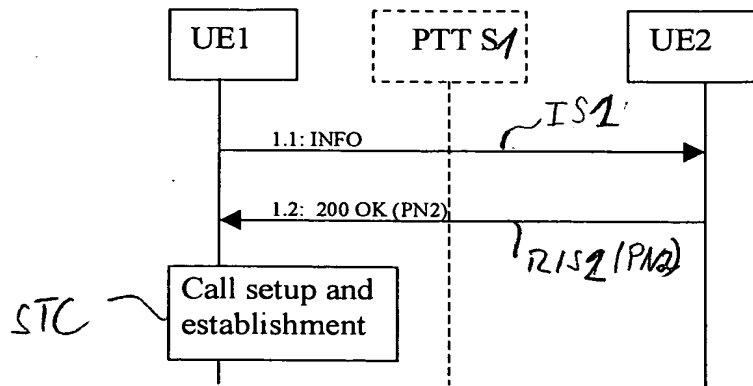 UE1 PTT S1 UE2
IS1
1.1: INFO
1.2: 200 OK (PN2)
RIS1 (PN2)
Call setup and
STC establishment